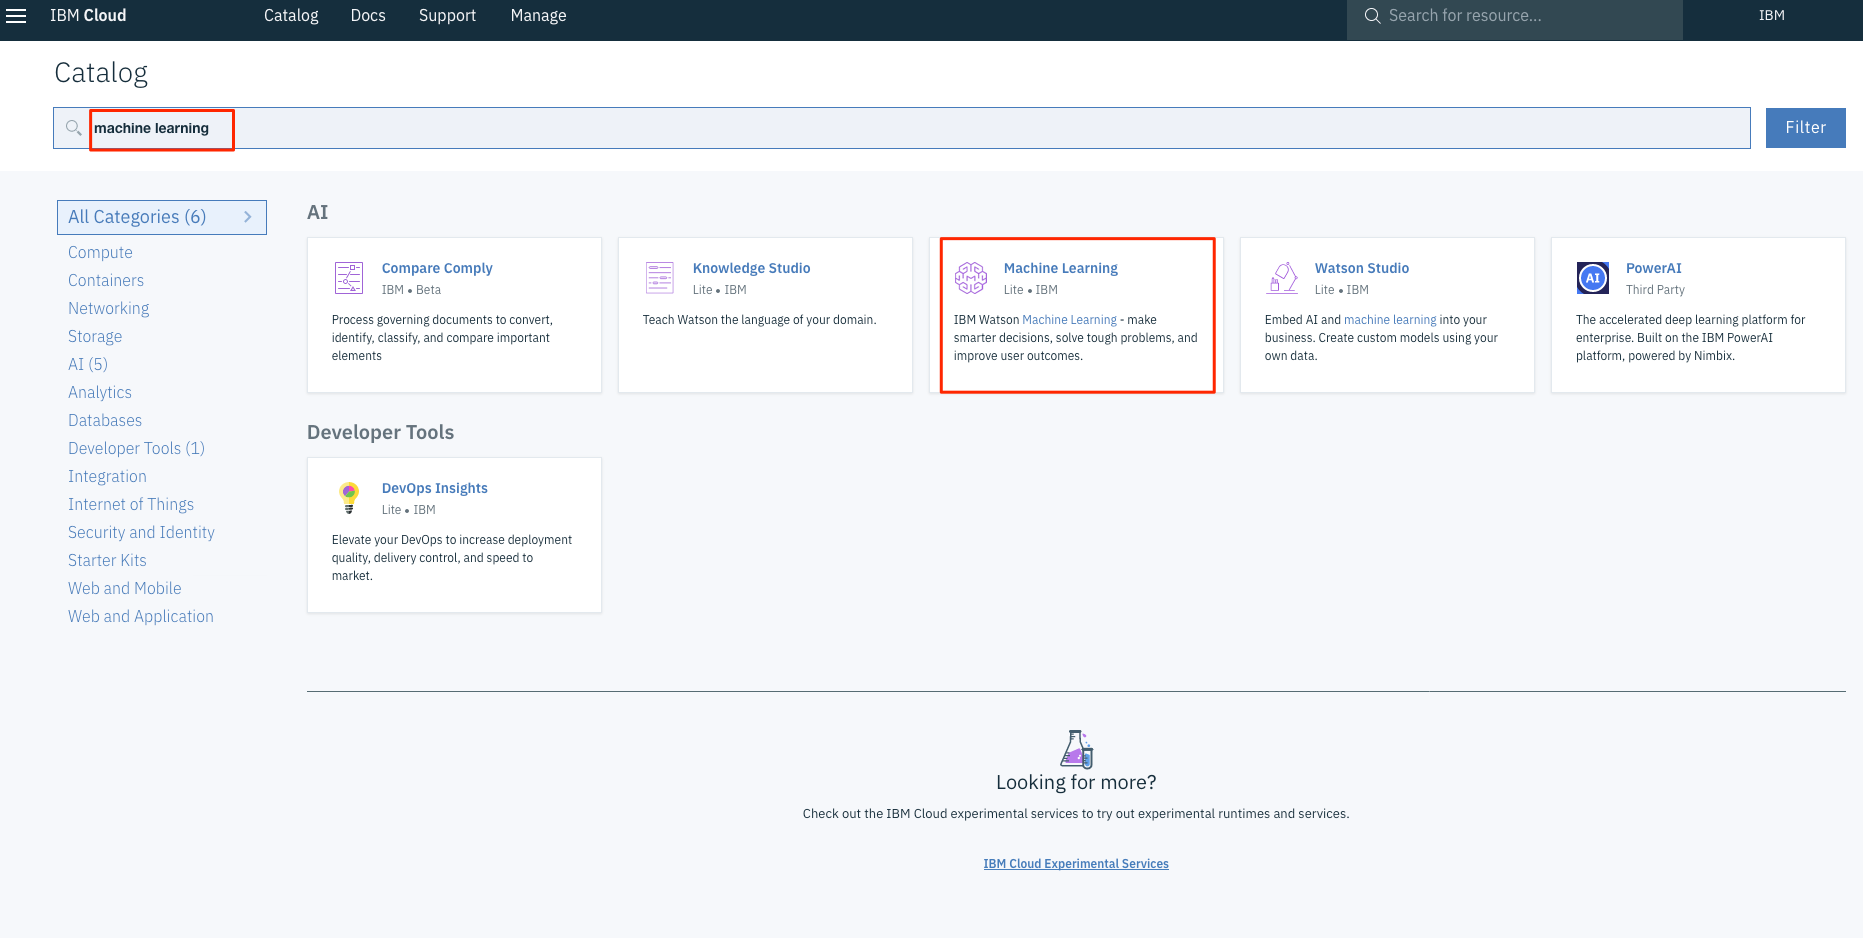 IBM Cloud Catalog Docs Support Manage Search for resource... IBM
Catalog
machine learning
Filter
All Categories (6)
Compute
Containers
Networking
Storage
AI (5)
Analytics
Databases
Developer Tools (1)
Integration
Internet of Things
Security and Identity
Starter Kits
Web and Mobile
Web and Application
AI
Compare Comply
IBM • Beta
Process governing documents to convert,
identify, classify, and compare important
elements
Knowledge Studio
Lite • IBM
Teach Watson the language of your domain.
Machine Learning
Lite • IBM
IBM Watson Machine Learning - make
smarter decisions, solve tough problems, and
improve user outcomes.
Watson Studio
Lite • IBM
Embed AI and machine learning into your
business. Create custom models using your
own data.
AI
PowerAI
Third Party
The accelerated deep learning platform for
enterprise. Built on the IBM PowerAI
platform, powered by Nimbix.
Developer Tools
DevOps Insights
Lite • IBM
Elevate your DevOps to increase deployment
quality, delivery control, and speed to
market.
Looking for more?
Check out the IBM Cloud experimental services to try out experimental runtimes and services.
IBM Cloud Experimental Services